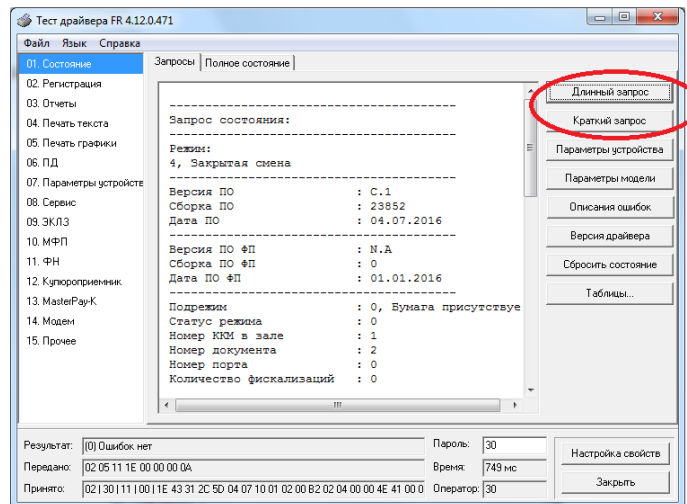 Тест драйвера FR 4.12.0.471
Файл Язык Справка
01. Состояние
02. Регистрация
03. Отчеты
04. Печать текста
05. Печать графики
06. ПД
07. Параметры устройств
08. Сервис
09. ЭКЛЗ
10. МФП
11. ФН
12. Купюроприемник
13. MasterPay-K
14. Модем
15. Прочее
Запросы Полное состояние
----------------------------------------
Запрос состояния:
----------------------------------------
Режим:
4, Закрытая смена
----------------------------------------
Версия ПО : C.1
Сборка ПО : 23852
Дата ПО : 04.07.2016
----------------------------------------
Версия ПО ФП : N.A
Сборка ПО ФП : 0
Дата ПО ФП : 01.01.2016
----------------------------------------
Подрежим : 0, Бумага присутствуе
Статус режима : 0
Номер ККМ в зале : 1
Номер документа : 2
Номер порта : 0
Количество фискализаций : 0
Длинный запрос
Краткий запрос
Параметры устройства
Параметры модели
Описания ошибок
Версия драйвера
Сбросить состояние
Таблицы...
Результат: (0) Ошибок нет
Передано: 02 05 11 1E 00 00 00 0A
Принято: 02 | 30 | 11 | 00 | 1E 43 31 2C 5D 04 07 10 01 02 00 B2 02 04 00 00 4E 41 00 0
Пароль: 30
Время: 749 мс
Оператор: 30
Настройка свойств
Закрыть